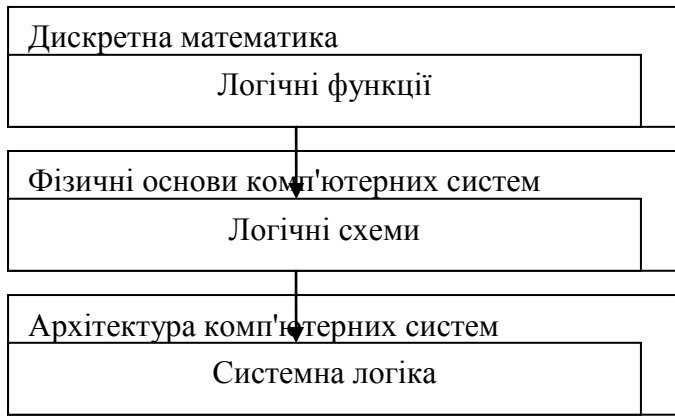 Дискретна математика
Логічні функції
Фізичні основи комп'ютерних систем
Логічні схеми
Архітектура комп'ютерних систем
Системна логіка